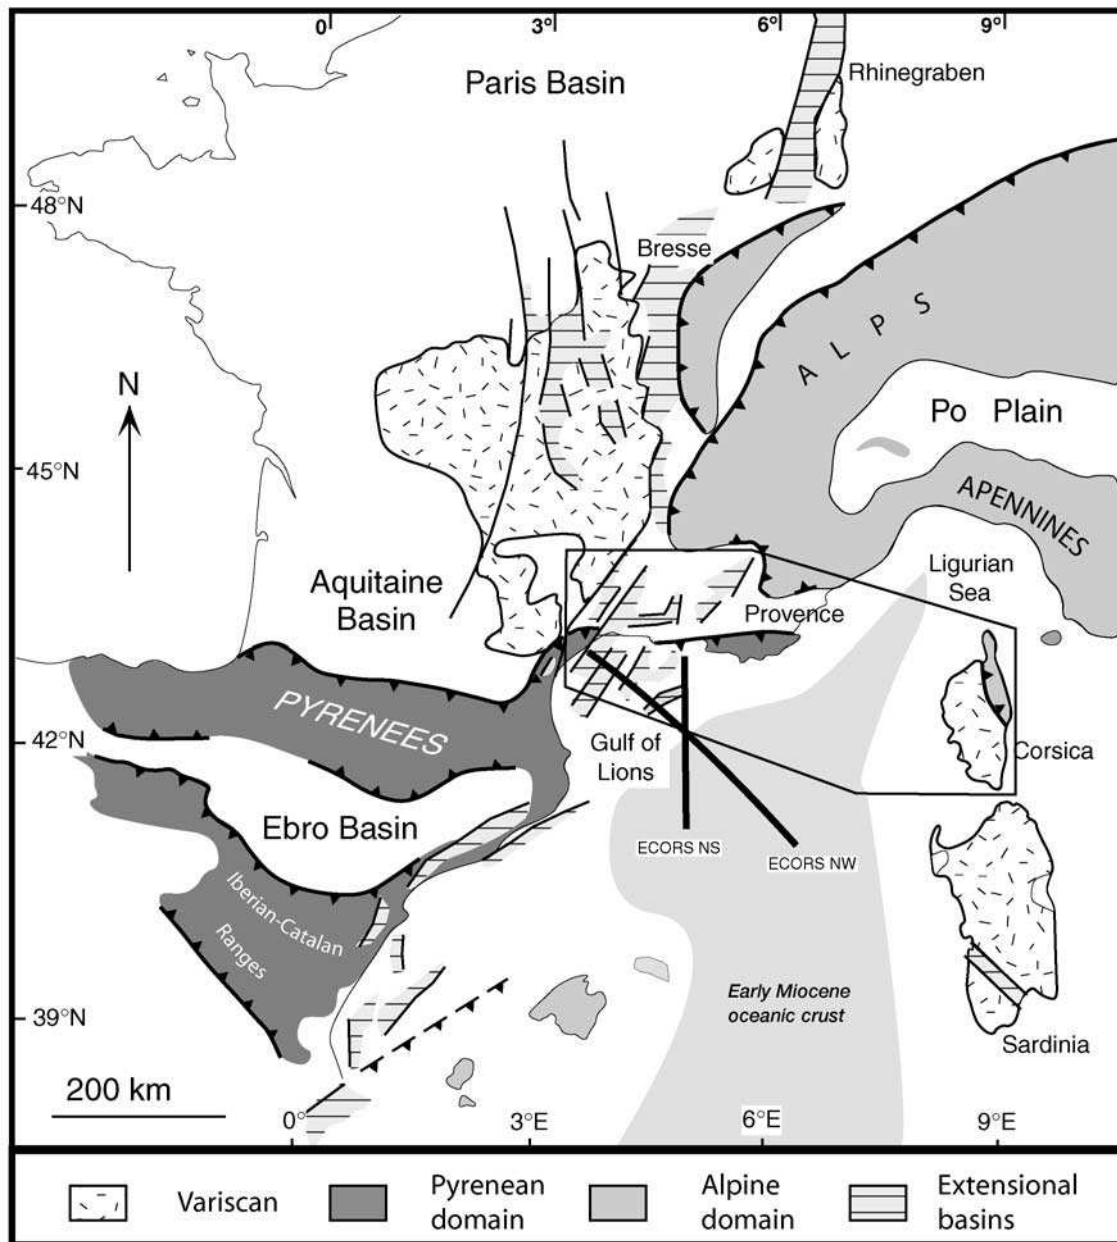 0
3°
6°
9°
Paris Basin
Rhinegraben
48°N
Bresse
ALPS
N
Po Plain
45°N
APENNINES
Ligurian
Sea
Aquitaine
Basin
Provence
PYRENEES
42°N
Gulf of
Lions
Corsica
Ebro Basin
ECORS NS
ECORS NW
Iberian-Catalan
Ranges
Early Miocene
oceanic crust
39°N
Sardinia
200 km
0°
3°E
6°E
9°E
Variscan
Pyrenean
domain
Alpine
domain
Extensional
basins